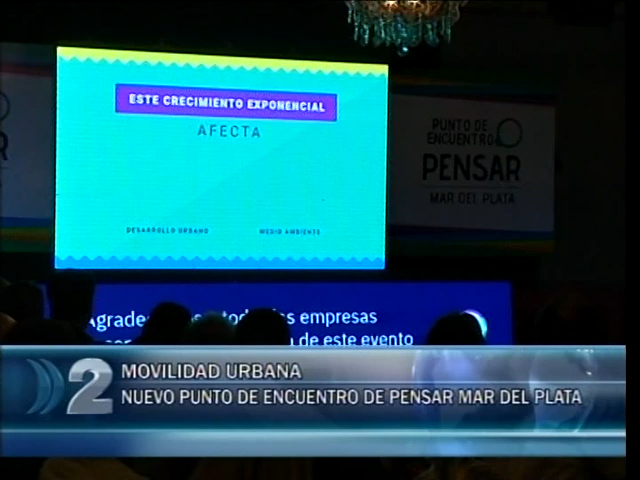 ESTE CRECIMIENTO EXPONENCIAL
AFECTA
DESARROLLO URBANO
MEDIO AMBIENTE
PUNTO DE
ENCUENTRO
PENSAR
MAR DEL PLATA
empresas
de este evento
2
MOVILIDAD URBANA
NUEVO PUNTO DE ENCUENTRO DE PENSAR MAR DEL PLATA